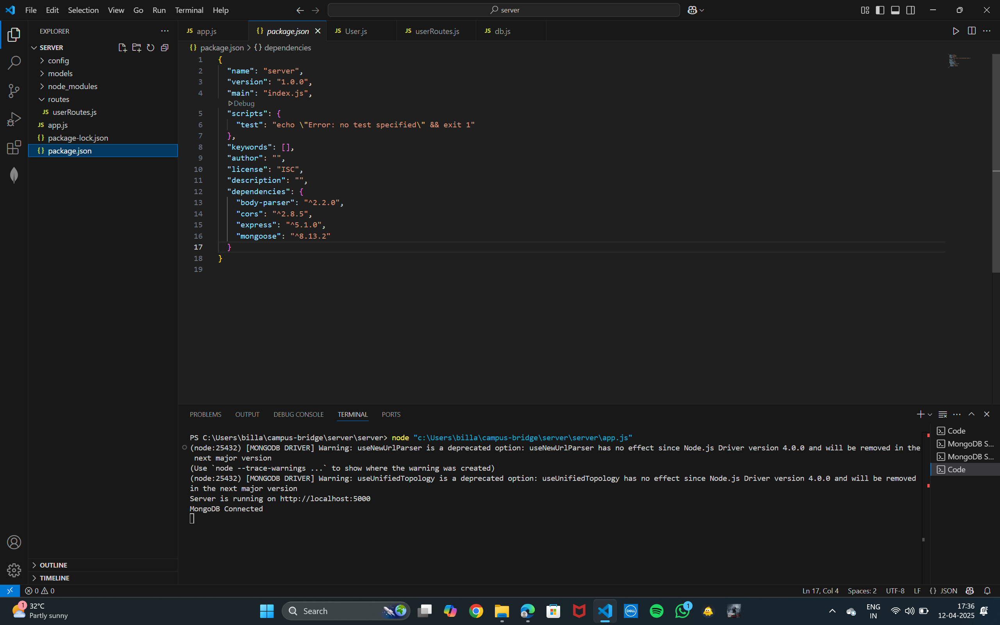 File Edit Selection View Go Run Terminal Help
server
EXPLORER
SERVER
config
models
node_modules
routes
JS userRoutes.js
JS app.js
{} package-lock.json
{} package.json
OUTLINE
TIMELINE
JS app.js
{} package.json
JS User.js
JS userRoutes.js
JS db.js
{} package.json > {} dependencies
1 {
2 "name": "server",
3 "version": "1.0.0",
4 "main": "index.js",
Debug
5 "scripts": {
6 "test": "echo \"Error: no test specified\" && exit 1"
7 },
8 "keywords": [],
9 "author": "",
10 "license": "ISC",
11 "description": "",
12 "dependencies": {
13 "body-parser": "^2.2.0",
14 "cors": "^2.8.5",
15 "express": "^5.1.0",
16 "mongoose": "^8.13.2"
17 }
18 }
19
PROBLEMS OUTPUT DEBUG CONSOLE TERMINAL PORTS
PS C:\Users\billa\campus-bridge\server\server> node "c:\Users\billa\campus-bridge\server\server\app.js"
(node:25432) [MONGODB DRIVER] Warning: useNewUrlParser is a deprecated option: useNewUrlParser has no effect since Node.js Driver version 4.0.0 and will be removed in the
next major version
(Use `node --trace-warnings ...` to show where the warning was created)
(node:25432) [MONGODB DRIVER] Warning: useUnifiedTopology is a deprecated option: useUnifiedTopology has no effect since Node.js Driver version 4.0.0 and will be removed
in the next major version
Server is running on http://localhost:5000
MongoDB Connected
Code
MongoDB S...
MongoDB S...
Code
0 0
Ln 17, Col 4 Spaces: 2 UTF-8 LF {} JSON
1
32°C
Partly sunny
Search
DELL
1
ENG
IN
17:36
12-04-2025